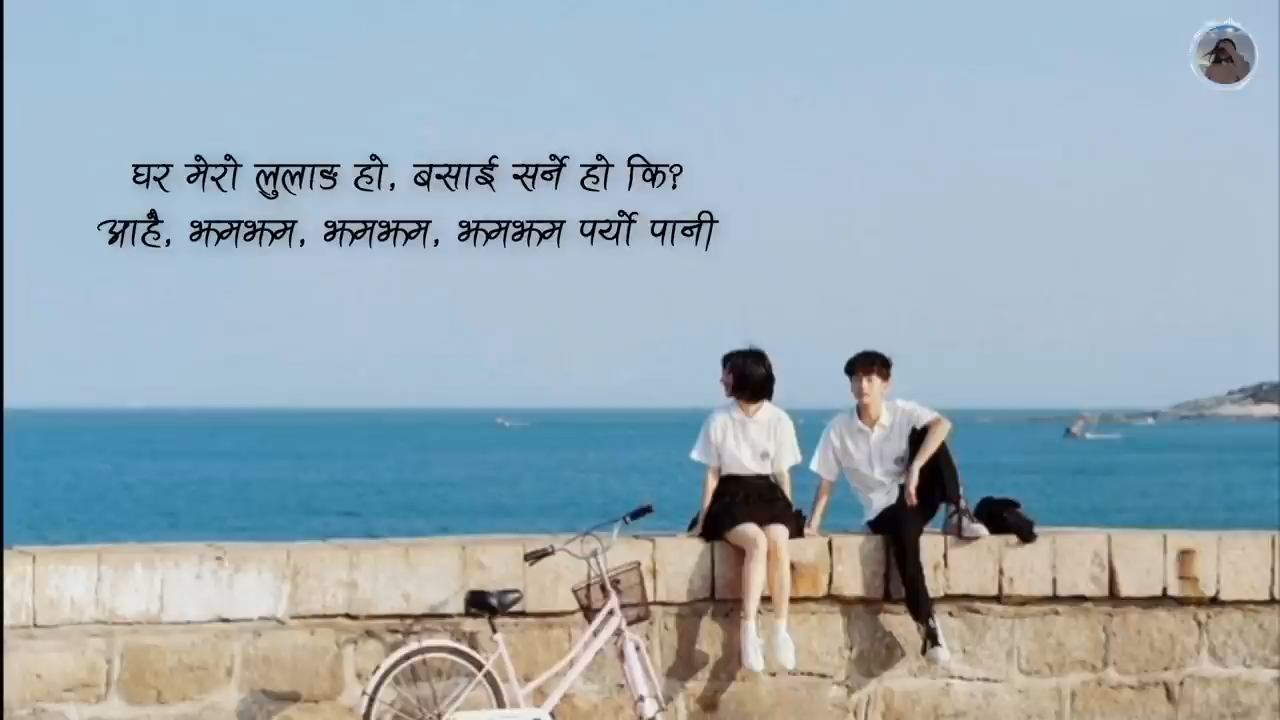 घर मेरो लुलाङ हो, बसाई सर्ने हो कि?
आहै, झमझम, झमझम, झमझम पर्यो पानी